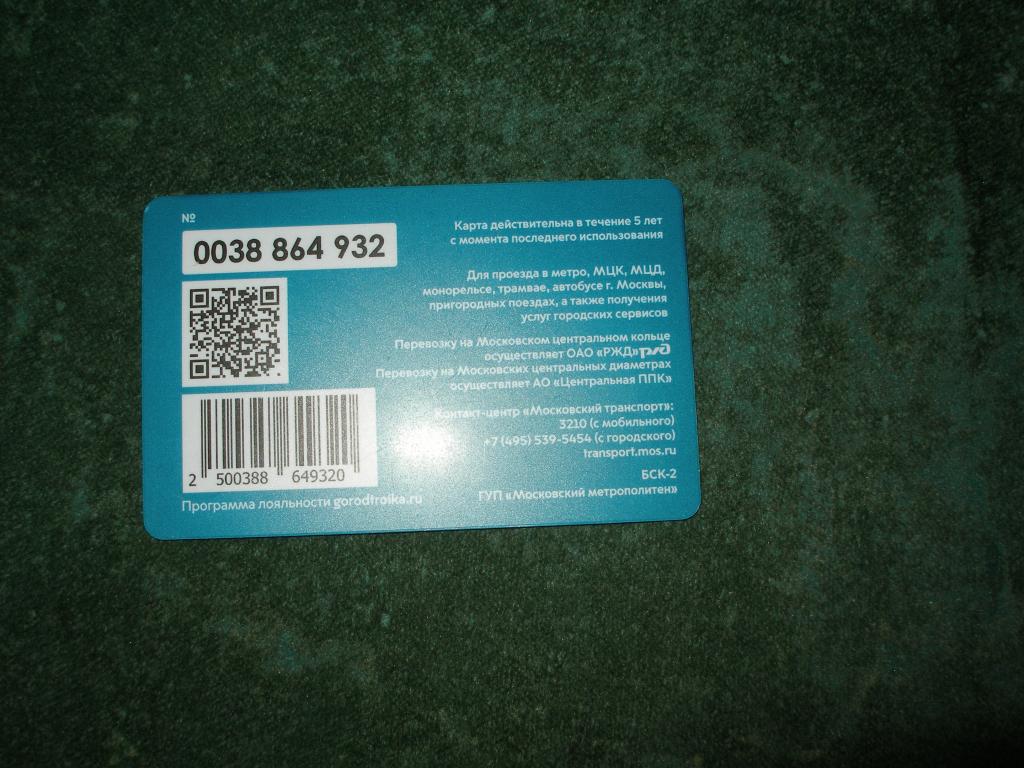 №
0038 864 932
2 500388 649320
Программа лояльности gorodtroika.ru
Карта действительна в течение 5 лет
с момента последнего использования
Для проезда в метро, МЦК, МЦД,
монорельсе, трамвае, автобусе г. Москвы,
пригородных поездах, а также получения
услуг городских сервисов
Перевозку на Московском центральном кольце
осуществляет ОАО «РЖД» ржд
Перевозку на Московских центральных диаметрах
осуществляет АО «Центральная ППК»
Контакт-центр «Московский транспорт»:
3210 (с мобильного)
+7 (495) 539-5454 (с городского)
transport.mos.ru
БСК-2
ГУП «Московский метрополитен»